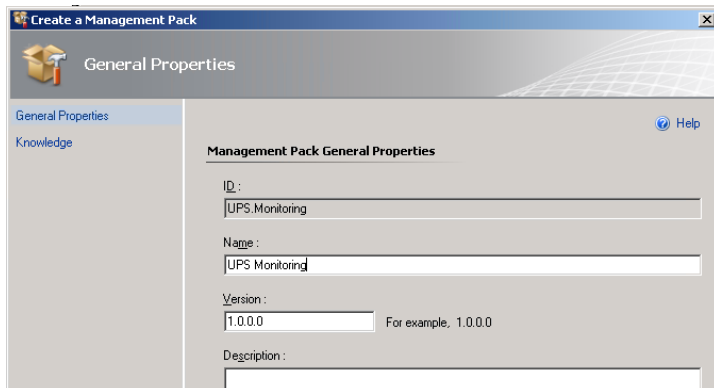 Create a Management Pack
General Properties
General Properties
Knowledge
Help
Management Pack General Properties
ID :
UPS.Monitoring
Name :
UPS Monitoring
Version :
1.0.0.0
For example, 1.0.0.0
Description :